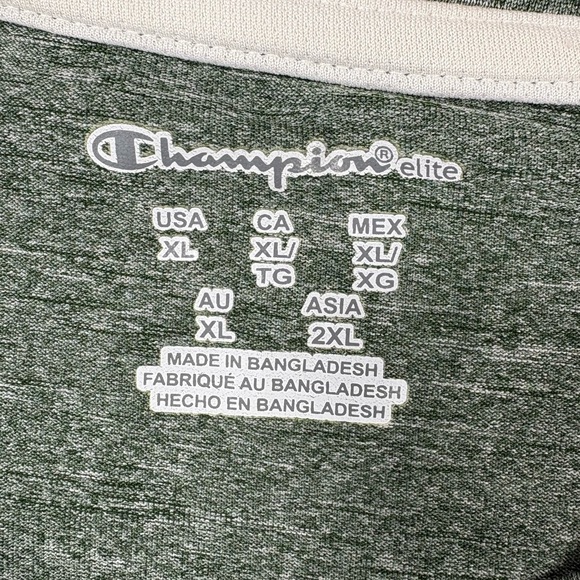 Champion® elite
USA CA MEX
XL XL/ XL/
TG XG
AU ASIA
XL 2XL
MADE IN BANGLADESH
FABRIQUÉ AU BANGLADESH
HECHO EN BANGLADESH